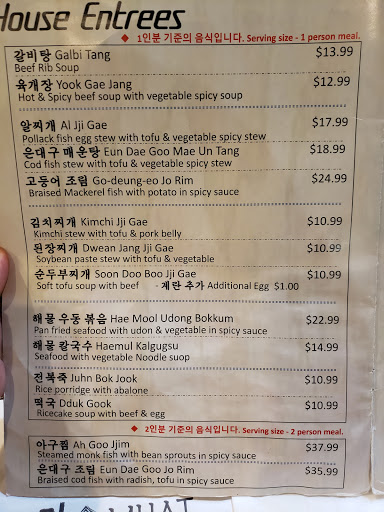 House Entrees
◆ 1인분 기준의 음식입니다. Serving size - 1 person meal.
갈비탕 Galbi Tang $13.99
Beef Rib Soup
육개장 Yook Gae Jang $12.99
Hot & Spicy beef soup with vegetable spicy soup
알찌개 Al Jji Gae $17.99
Pollack fish egg stew with tofu & vegetable spicy stew
은대구 매운탕 Eun Dae Goo Mae Un Tang $18.99
Cod fish stew with tofu & vegetable spicy stew
고등어 조림 Go-deung-eo Jo Rim $24.99
Braised Mackerel fish with potato in spicy sauce
김치찌개 Kimchi Jji Gae $10.99
Kimchi stew with tofu & pork belly
된장찌개 Dwean Jang Jji Gae $10.99
Soybean paste stew with tofu & vegetable
순두부찌개 Soon Doo Boo Jji Gae $10.99
Soft tofu soup with beef - 계란 추가 Additional Egg $1.00
해물 우동 볶음 Hae Mool Udong Bokkum $22.99
Pan fried seafood with udon & vegetable in spicy sauce
해물 칼국수 Haemul Kalgugsu $14.99
Seafood with vegetable Noodle suop
전복죽 Juhn Bok Jook $10.99
Rice porridge with abalone
떡국 Dduk Gook $10.99
Ricecake soup with beef & egg
◆ 2인분 기준의 음식입니다. Serving size - 2 person meal.
아구찜 Ah Goo Jjim $37.99
Steamed monk fish with bean sprouts in spicy sauce
은대구 조림 Eun Dae Goo Jo Rim $35.99
Braised cod fish with radish, tofu in spicy sauce